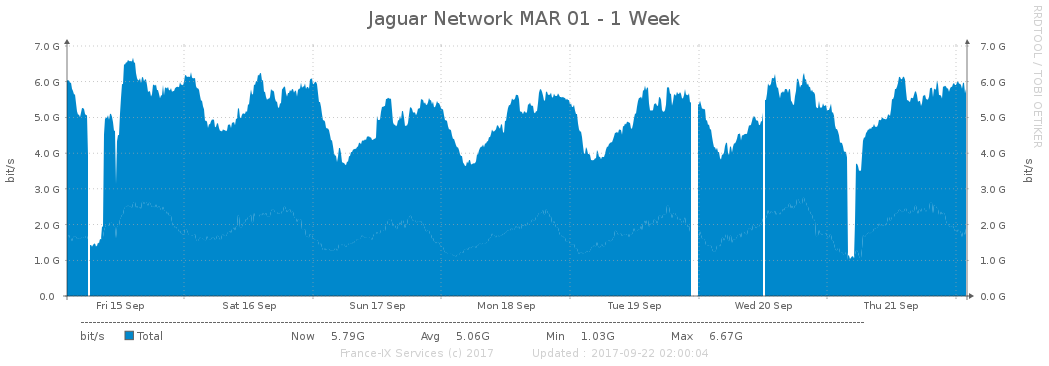 Jaguar Network MAR 01 - 1 Week
RRDTOOL / TOBI OETIKER
7.0 G 7.0 G
6.0 G 6.0 G
5.0 G 5.0 G
4.0 G 4.0 G
3.0 G 3.0 G
2.0 G 2.0 G
1.0 G 1.0 G
0.0 0.0 G
bit/s bit/s
Fri 15 Sep Sat 16 Sep Sun 17 Sep Mon 18 Sep Tue 19 Sep Wed 20 Sep Thu 21 Sep
bit/s Total Now 5.79G Avg 5.06G Min 1.03G Max 6.67G
France-IX Services (c) 2017 Updated : 2017-09-22 02:00:04